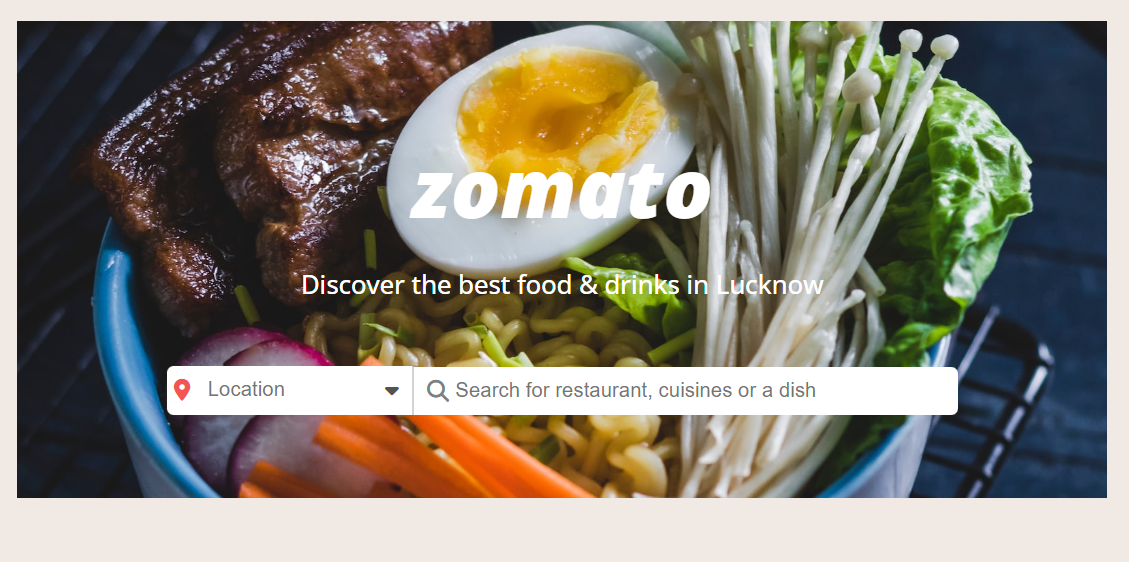 zomato
Discover the best food & drinks in Lucknow
Location
Search for restaurant, cuisines or a dish